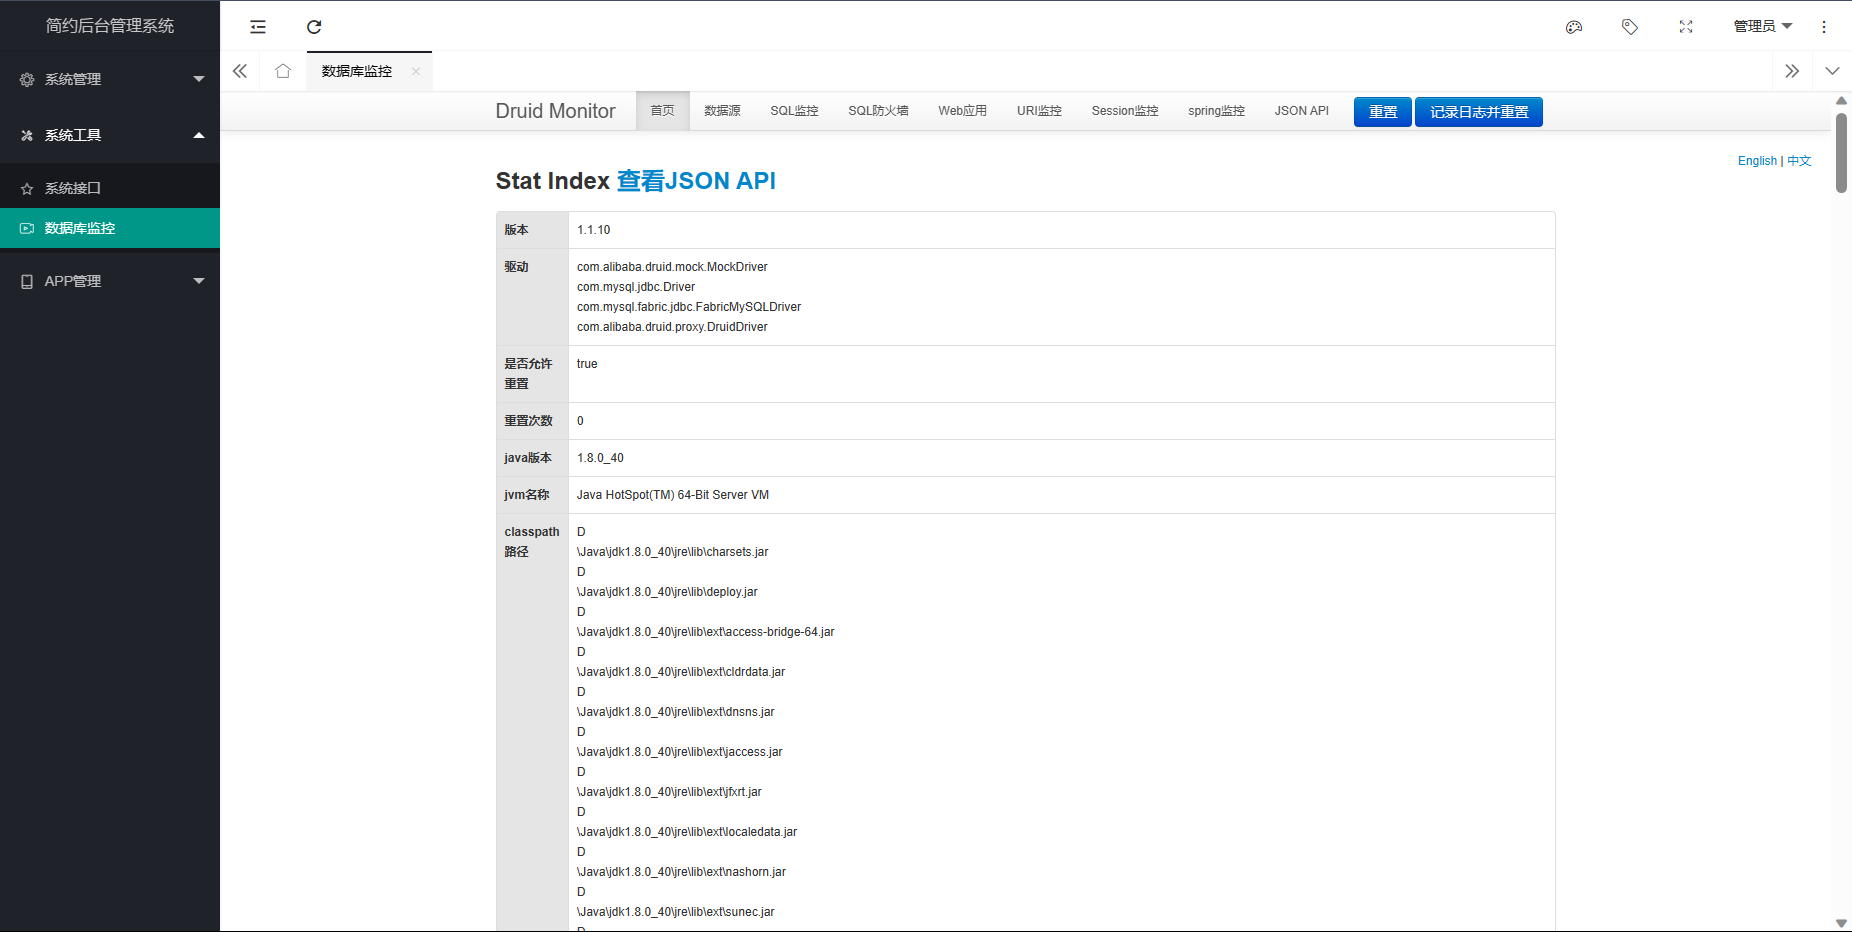 简约后台管理系统
管理员
系统管理
系统工具
系统接口
数据库监控
APP管理
数据库监控
Druid Monitor 首页 数据源 SQL监控 SQL防火墙 Web应用 URI监控 Session监控 spring监控 JSON API 重置 记录日志并重置
English | 中文
Stat Index 查看JSON API
版本 1.1.10
驱动 com.alibaba.druid.mock.MockDriver
com.mysql.jdbc.Driver
com.mysql.fabric.jdbc.FabricMySQLDriver
com.alibaba.druid.proxy.DruidDriver
是否允许 true
重置
重置次数 0
java版本 1.8.0_40
jvm名称 Java HotSpot(TM) 64-Bit Server VM
classpath D
路径 \Java\jdk1.8.0_40\jre\lib\charsets.jar
D
\Java\jdk1.8.0_40\jre\lib\deploy.jar
D
\Java\jdk1.8.0_40\jre\lib\ext\access-bridge-64.jar
D
\Java\jdk1.8.0_40\jre\lib\ext\cldrdata.jar
D
\Java\jdk1.8.0_40\jre\lib\ext\dnsns.jar
D
\Java\jdk1.8.0_40\jre\lib\ext\jaccess.jar
D
\Java\jdk1.8.0_40\jre\lib\ext\jfxrt.jar
D
\Java\jdk1.8.0_40\jre\lib\ext\localedata.jar
D
\Java\jdk1.8.0_40\jre\lib\ext\nashorn.jar
D
\Java\jdk1.8.0_40\jre\lib\ext\sunec.jar
D